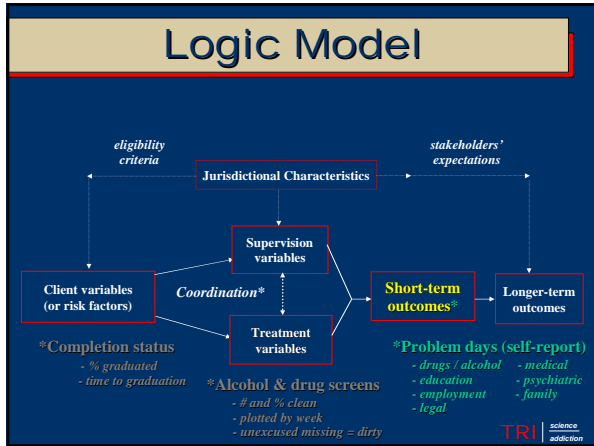 Logic Model
eligibility
criteria
stakeholders'
expectations
Jurisdictional Characteristics
Supervision
variables
Client variables
(or risk factors)
Coordination*
Short-term
outcomes*
Longer-term
outcomes
Treatment
variables
*Completion status
- % graduated
- time to graduation
*Alcohol & drug screens
- # and % clean
- plotted by week
- unexcused missing = dirty
*Problem days (self-report)
- drugs / alcohol - medical
- education - psychiatric
- employment - family
- legal
TRI science
addiction